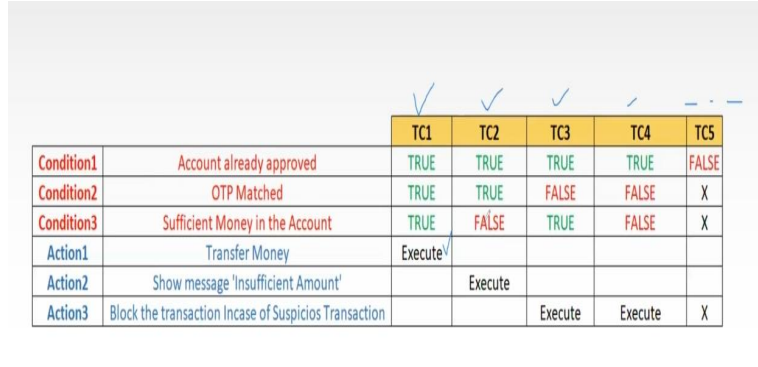 TC1 TC2 TC3 TC4 TC5
Condition1 Account already approved TRUE TRUE TRUE TRUE FALSE
Condition2 OTP Matched TRUE TRUE FALSE FALSE X
Condition3 Sufficient Money in the Account TRUE FALSE TRUE FALSE X
Action1 Transfer Money Execute
Action2 Show message 'Insufficient Amount' Execute
Action3 Block the transaction Incase of Suspicios Transaction Execute Execute X